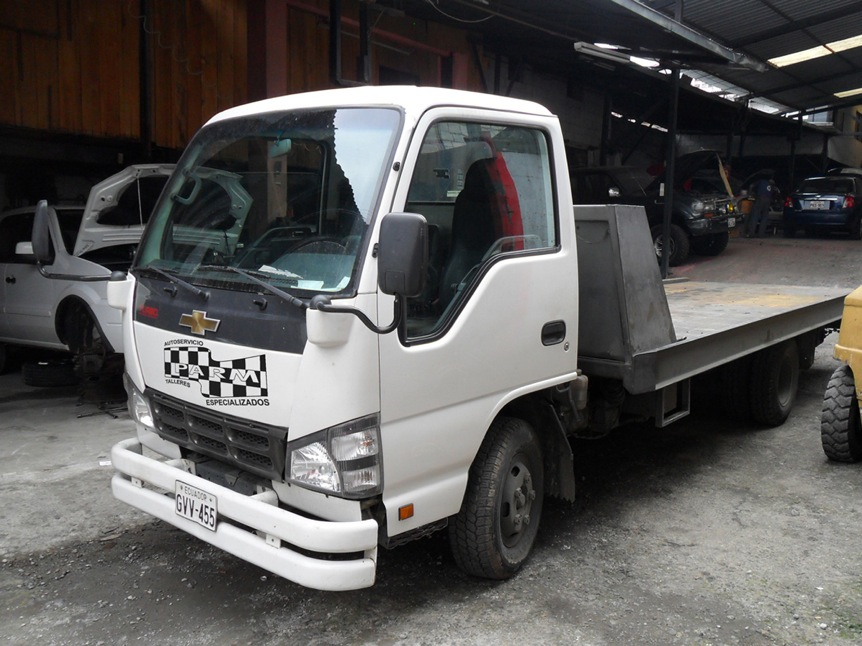 AUTOSERVICIO
PARM
TALLERES
ESPECIALIZADOS
ECUADOR
GVV-455